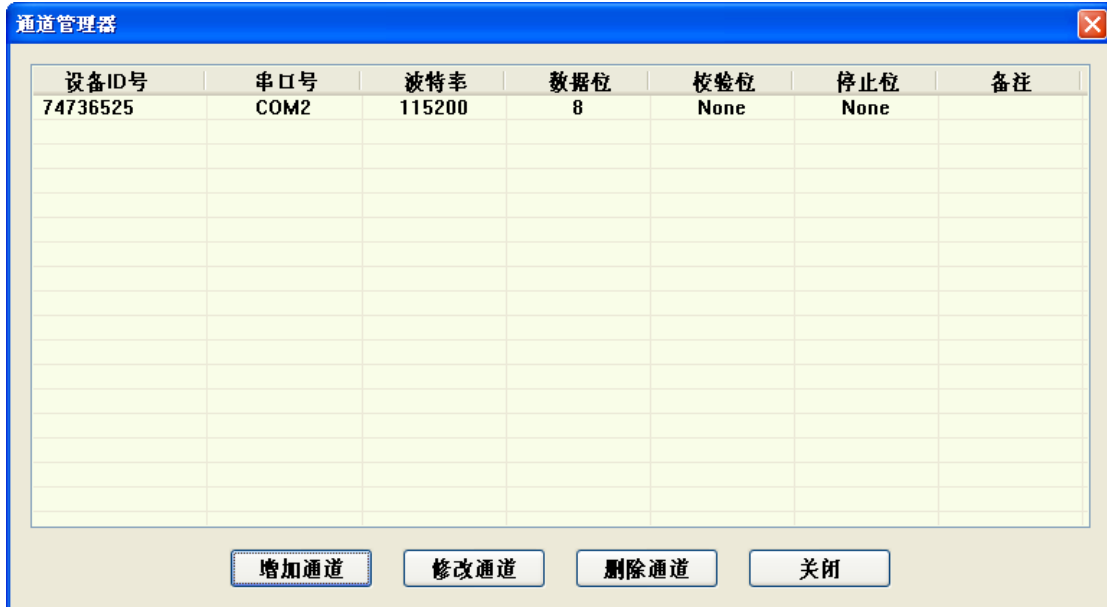 通道管理器
设备ID号 串口号 波特率 数据位 校验位 停止位 备注
74736525 COM2 115200 8 None None
增加通道 修改通道 删除通道 关闭